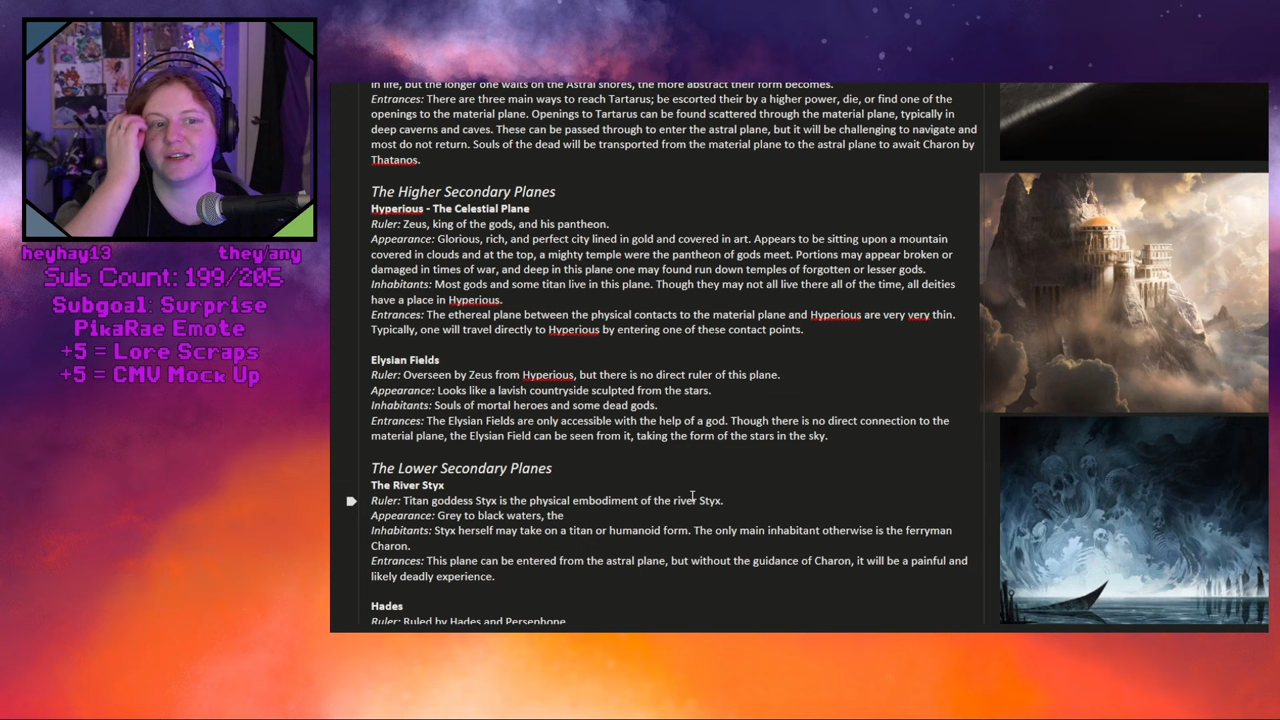 heyhay13 they/any
Sub Count: 199/205
Subgoal: Surprise
PikaRae Emote
+5 = Lore Scraps
+5 = CMV Mock Up
in life, but the longer one waits on the Astral shores, the more abstract their form becomes.
Entrances: There are three main ways to reach Tartarus; be escorted their by a higher power, die, or find one of the
openings to the material plane. Openings to Tartarus can be found scattered through the material plane, typically in
deep caverns and caves. These can be passed through to enter the astral plane, but it will be challenging to navigate and
most do not return. Souls of the dead will be transported from the material plane to the astral plane to await Charon by
Thatanos.
The Higher Secondary Planes
Hyperious - The Celestial Plane
Ruler: Zeus, king of the gods, and his pantheon.
Appearance: Glorious, rich, and perfect city lined in gold and covered in art. Appears to be sitting upon a mountain
covered in clouds and at the top, a mighty temple were the pantheon of gods meet. Portions may appear broken or
damaged in times of war, and deep in this plane one may found run down temples of forgotten or lesser gods.
Inhabitants: Most gods and some titan live in this plane. Though they may not all live there all of the time, all deities
have a place in Hyperious.
Entrances: The ethereal plane between the physical contacts to the material plane and Hyperious are very very thin.
Typically, one will travel directly to Hyperious by entering one of these contact points.
Elysian Fields
Ruler: Overseen by Zeus from Hyperious, but there is no direct ruler of this plane.
Appearance: Looks like a lavish countryside sculpted from the stars.
Inhabitants: Souls of mortal heroes and some dead gods.
Entrances: The Elysian Fields are only accessible with the help of a god. Though there is no direct connection to the
material plane, the Elysian Field can be seen from it, taking the form of the stars in the sky.
The Lower Secondary Planes
The River Styx
Ruler: Titan goddess Styx is the physical embodiment of the river Styx.
Appearance: Grey to black waters, the
Inhabitants: Styx herself may take on a titan or humanoid form. The only main inhabitant otherwise is the ferryman
Charon.
Entrances: This plane can be entered from the astral plane, but without the guidance of Charon, it will be a painful and
likely deadly experience.
Hades
Ruler: Ruled by Hades and Persephone